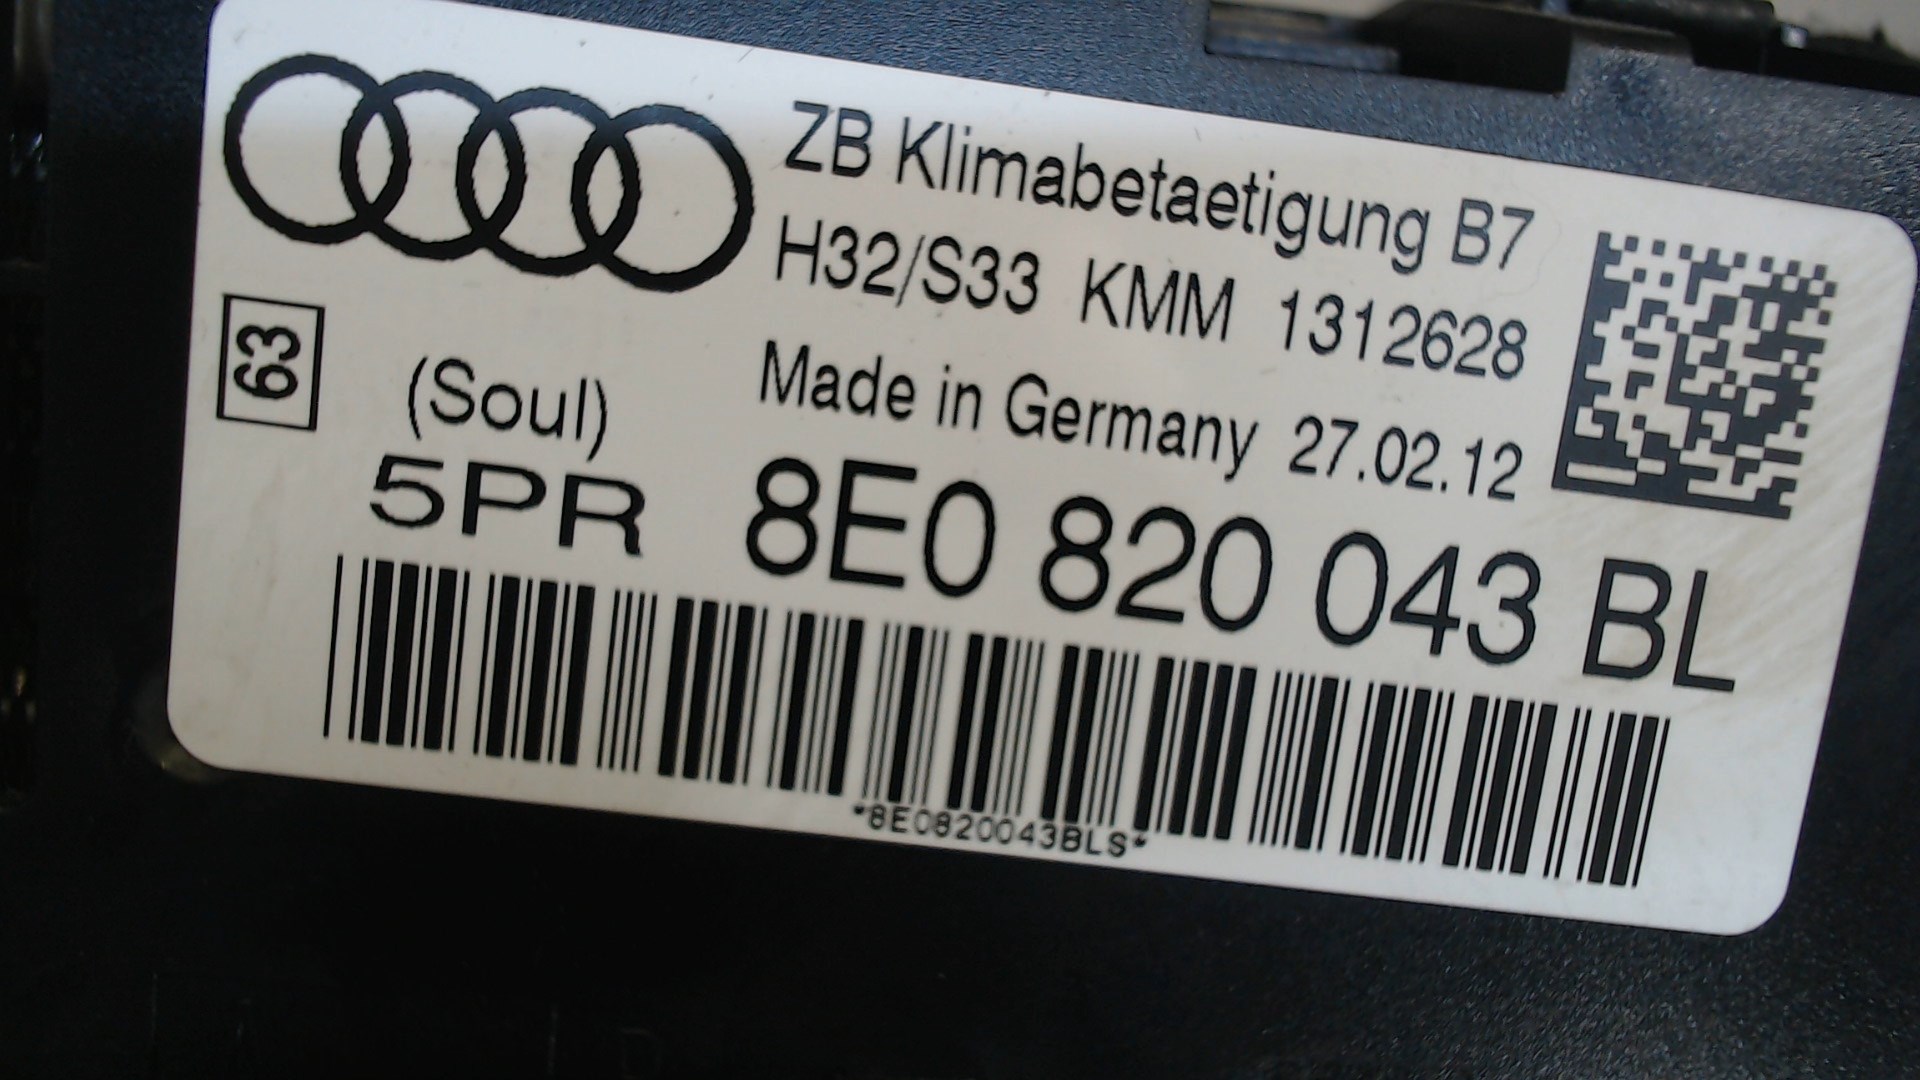 ZB Klimabetaetigung B7
H32/S33 KMM 1312628
63
(Soul)
Made in Germany 27.02.12
5PR 8E0 820 043 BL
*8E0820043BLS*